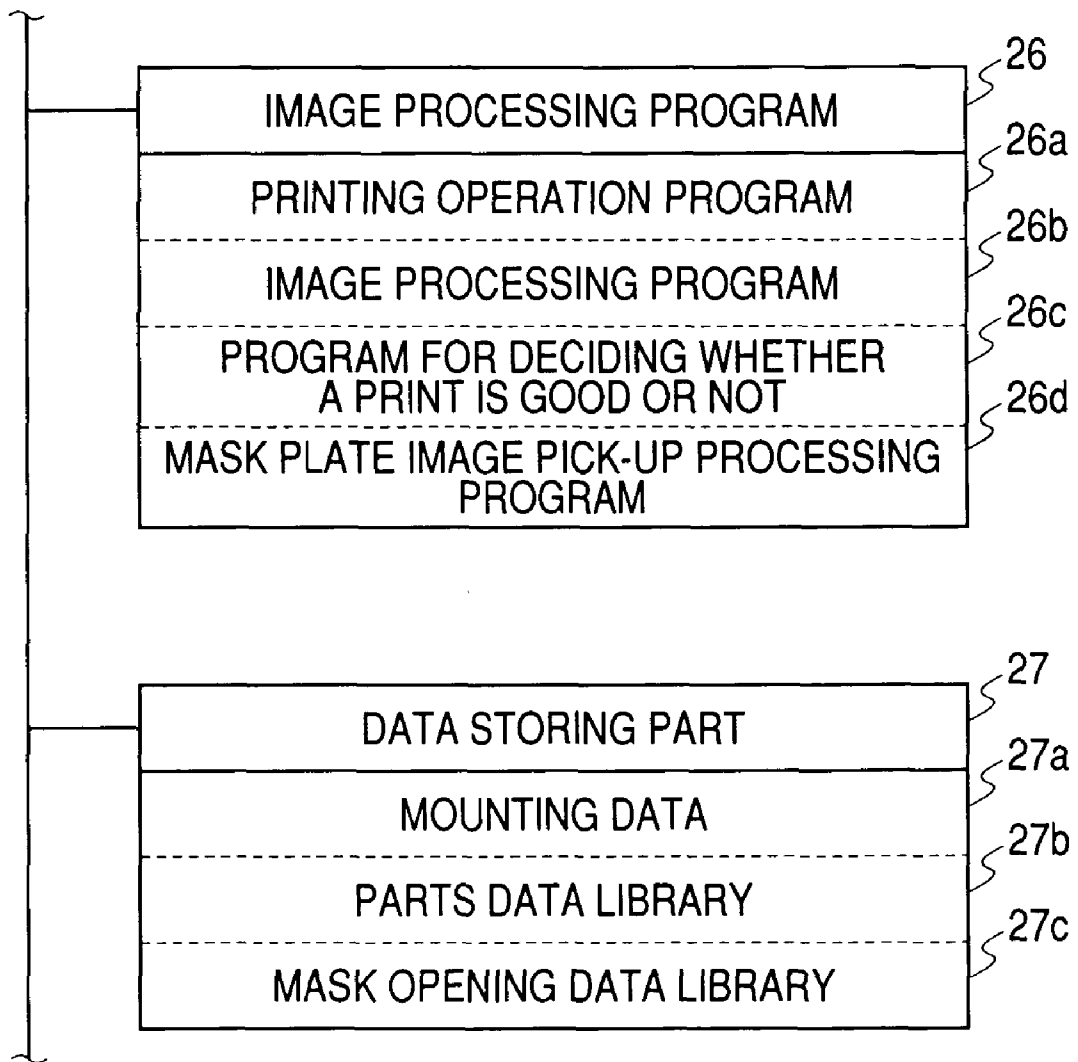 IMAGE PROCESSING PROGRAM 26
PRINTING OPERATION PROGRAM 26a
IMAGE PROCESSING PROGRAM 26b
PROGRAM FOR DECIDING WHETHER 26c
A PRINT IS GOOD OR NOT
MASK PLATE IMAGE PICK-UP PROCESSING 26d
PROGRAM
DATA STORING PART 27
MOUNTING DATA 27a
PARTS DATA LIBRARY 27b
MASK OPENING DATA LIBRARY 27c